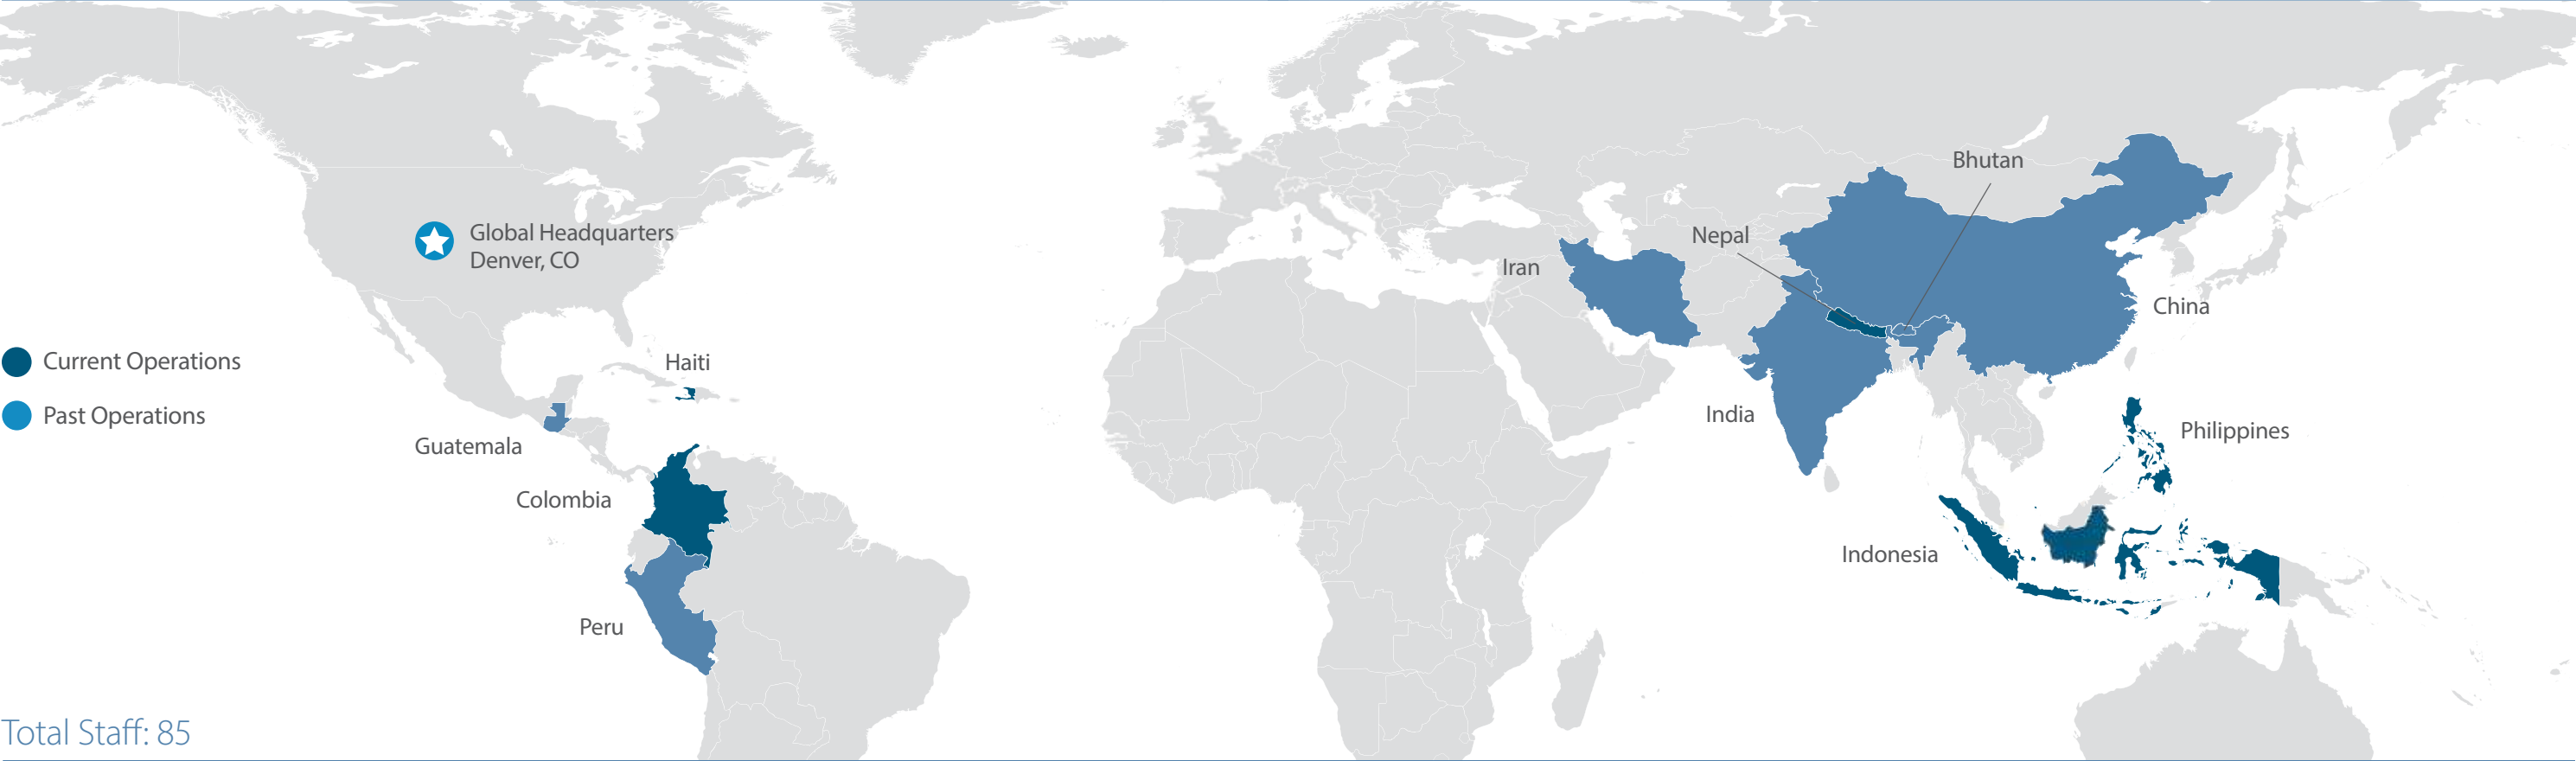 Bhutan
Nepal
Global Headquarters
Denver, CO
Iran
China
Current Operations
Haiti
Past Operations
India
Philippines
Guatemala
Colombia
Indonesia
Peru
Total Staff: 85